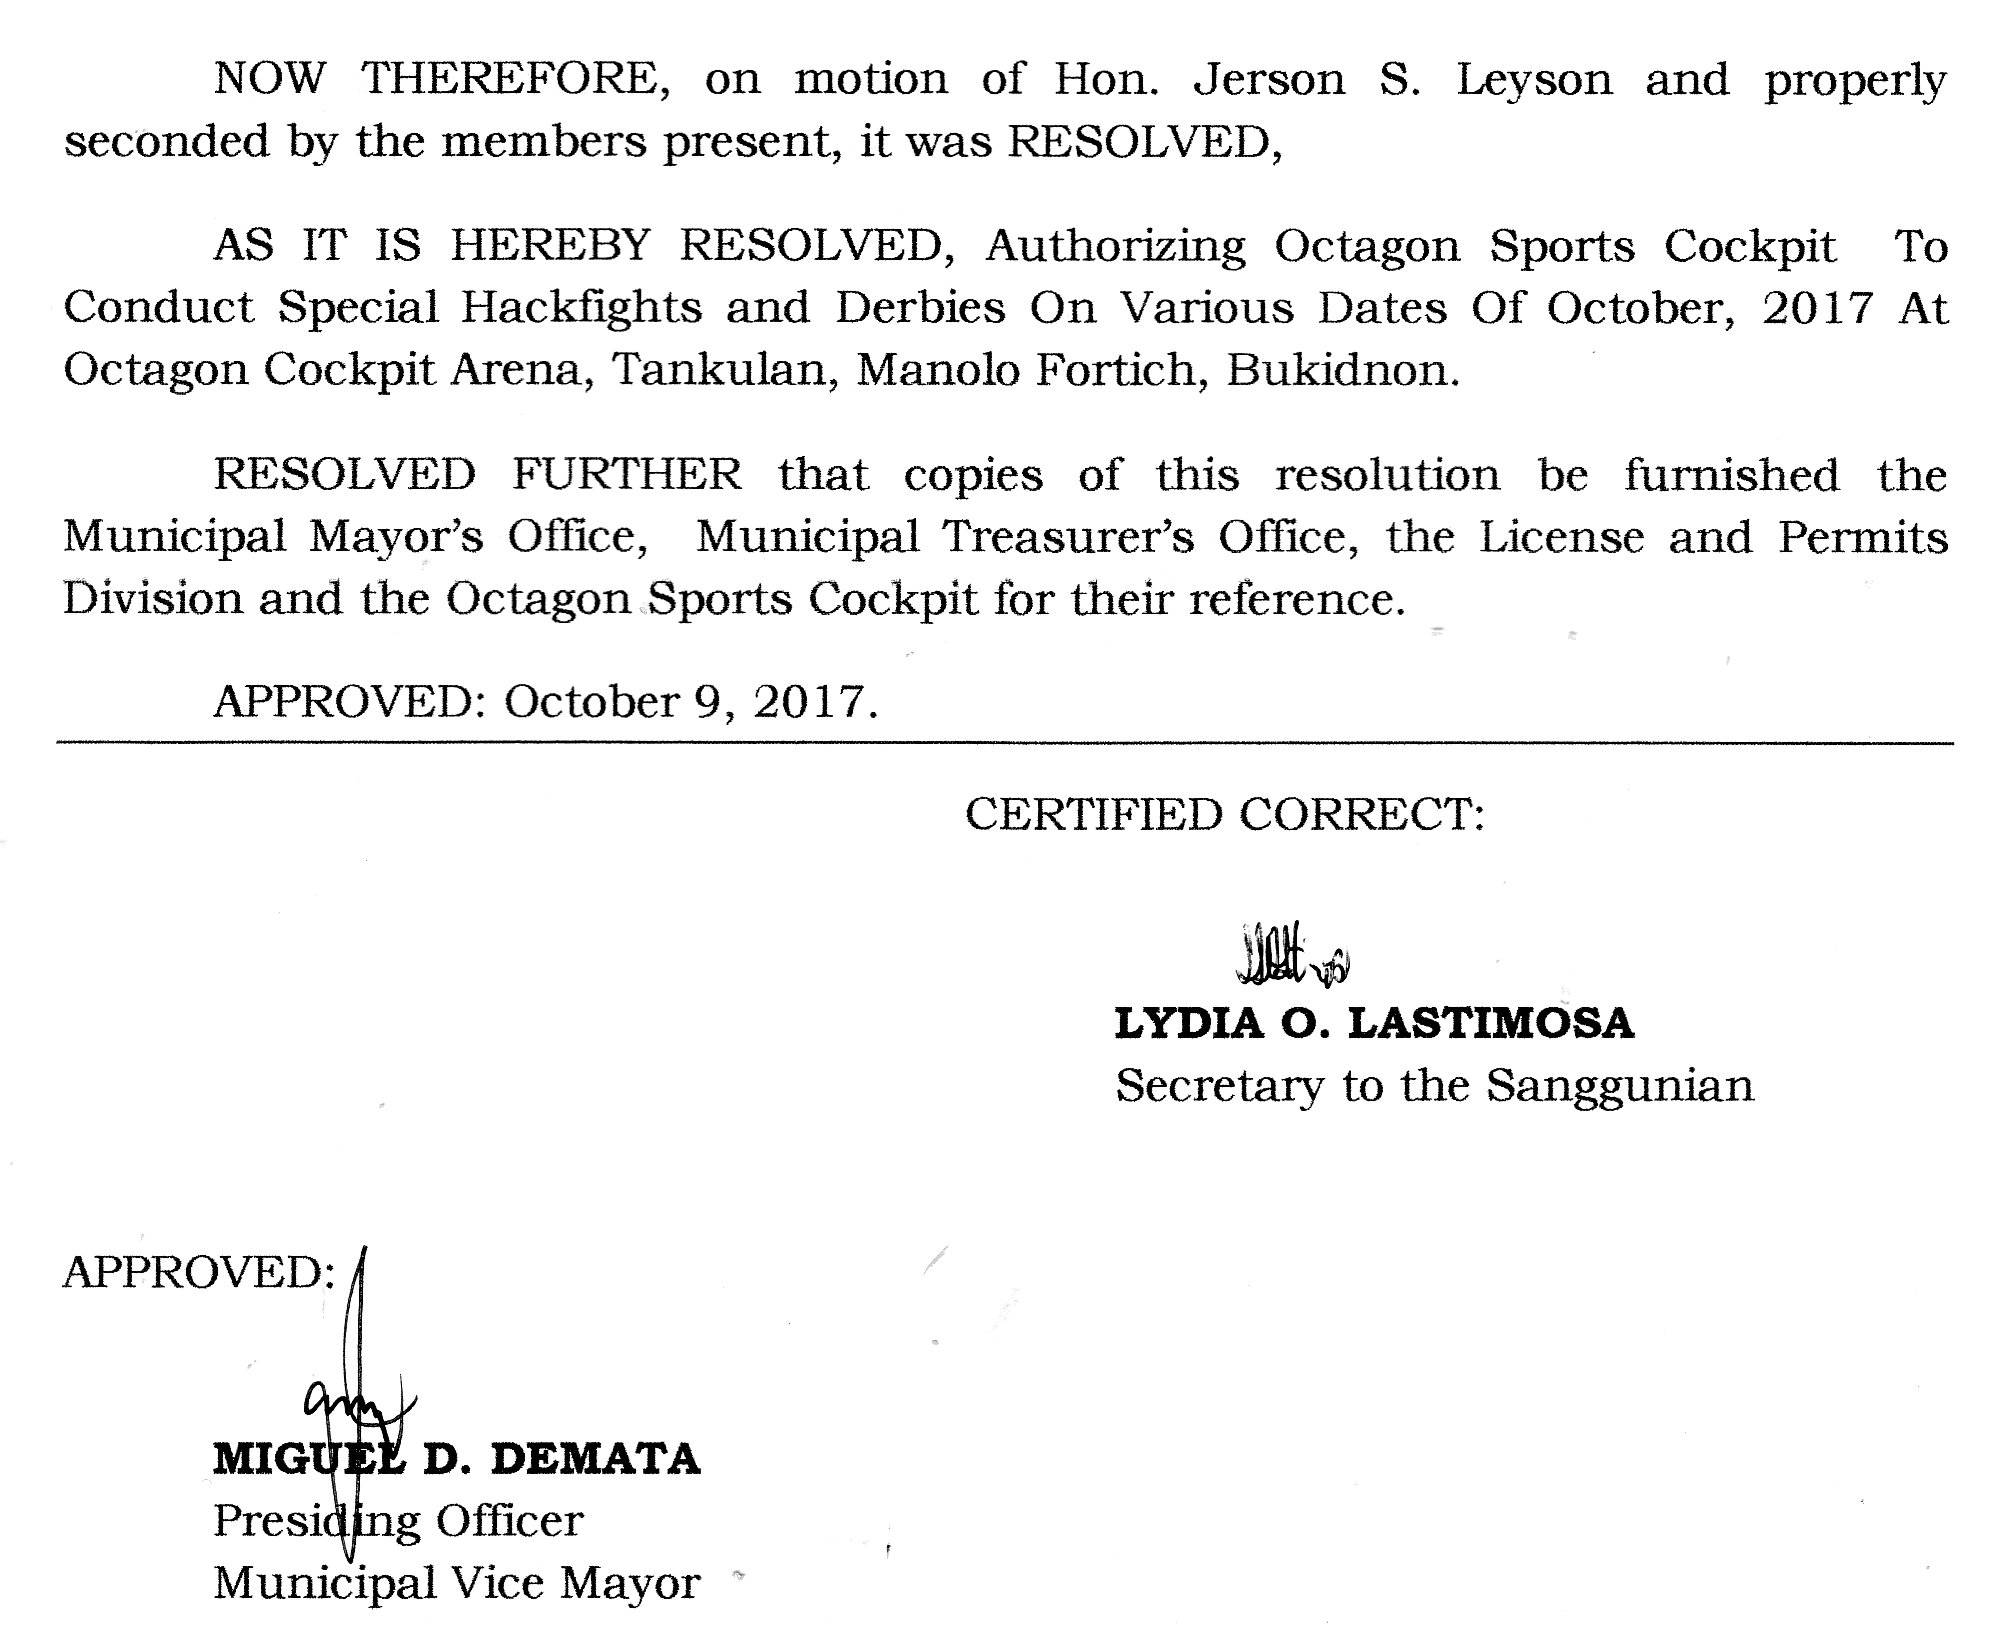 NOW THEREFORE, on motion of Hon. Jerson S. Leyson and properly
seconded by the members present, it was RESOLVED,
AS IT IS HEREBY RESOLVED, Authorizing Octagon Sports Cockpit To
Conduct Special Hackfights and Derbies On Various Dates Of October, 2017 At
Octagon Cockpit Arena, Tankulan, Manolo Fortich, Bukidnon.
RESOLVED FURTHER that copies of this resolution be furnished the
Municipal Mayor's Office, Municipal Treasurer's Office, the License and Permits
Division and the Octagon Sports Cockpit for their reference.
APPROVED: October 9, 2017.
CERTIFIED CORRECT:
LYDIA O. LASTIMOSA
Secretary to the Sanggunian
APPROVED:
MIGUEL D. DEMATA
Presiding Officer
Municipal Vice Mayor